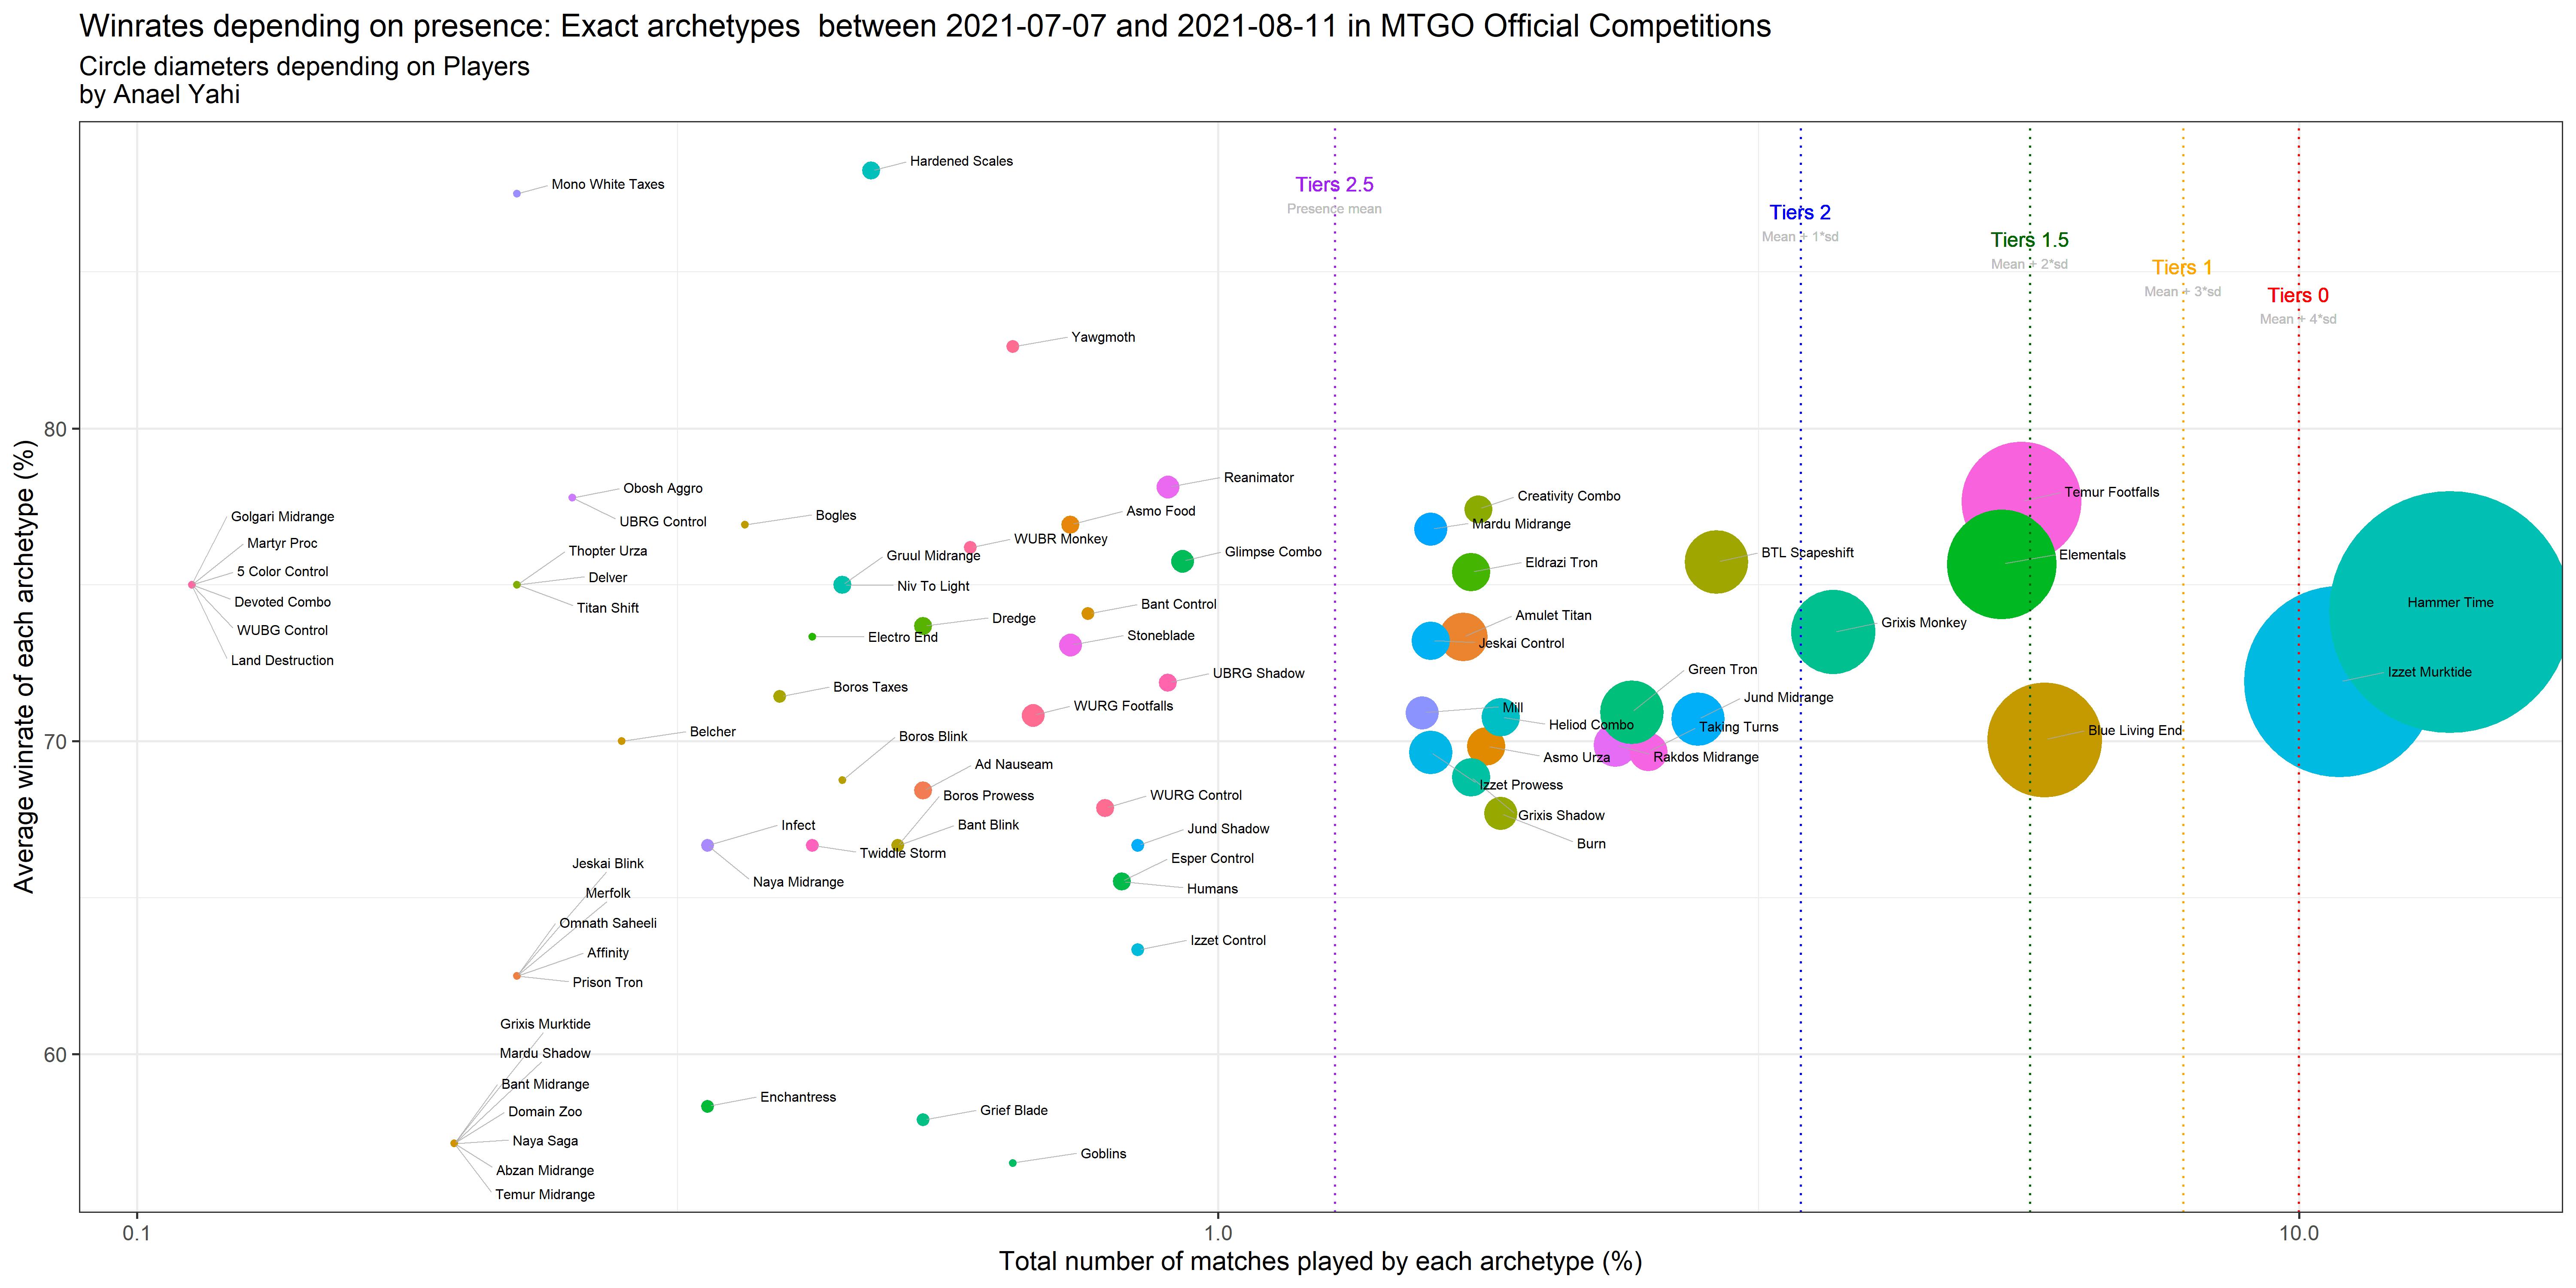 Winrates depending on presence: Exact archetypes  between 2021-07-07 and 2021-08-11 in MTGO Official Competitions
Circle diameters depending on Players
by Anael Yahi
Hardened Scales
Mono White Taxes
Tiers 2.5
Presence mean
Tiers 2
Mean + 1*sd
Tiers 1.5
Mean + 2*sd
Tiers 1
Mean + 3*sd
Tiers 0
Mean + 4*sd
Yawgmoth
80
Reanimator
Obosh Aggro
Temur Footfalls
Creativity Combo
Asmo Food
Bogles
Golgari Midrange
UBRG Control
Mardu Midrange
WUBR Monkey
Martyr Proc
Thopter Urza
Glimpse Combo
BTL Scapeshift
Gruul Midrange
Elementals
Eldrazi Tron
5 Color Control
Delver
Niv To Light
Devoted Combo
Hammer Time
Bant Control
Titan Shift
Amulet Titan
Dredge
Grixis Monkey
WUBG Control
Stoneblade
Electro End
Jeskai Control
Land Destruction
Green Tron
Izzet Murktide
UBRG Shadow
Boros Taxes
Jund Midrange
Mill
WURG Footfalls
Heliod Combo
Taking Turns
Blue Living End
Belcher
70
Boros Blink
Asmo Urza
Rakdos Midrange
Ad Nauseam
Izzet Prowess
Boros Prowess
WURG Control
Grixis Shadow
Infect
Bant Blink
Jund Shadow
Burn
Twiddle Storm
Esper Control
Jeskai Blink
Naya Midrange
Humans
Merfolk
Omnath Saheeli
Izzet Control
Affinity
Prison Tron
Grixis Murktide
60
Mardu Shadow
Bant Midrange
Enchantress
Domain Zoo
Grief Blade
Naya Saga
Goblins
Abzan Midrange
Temur Midrange
Average winrate of each archetype (%)
0.1
1.0
10.0
Total number of matches played by each archetype (%)